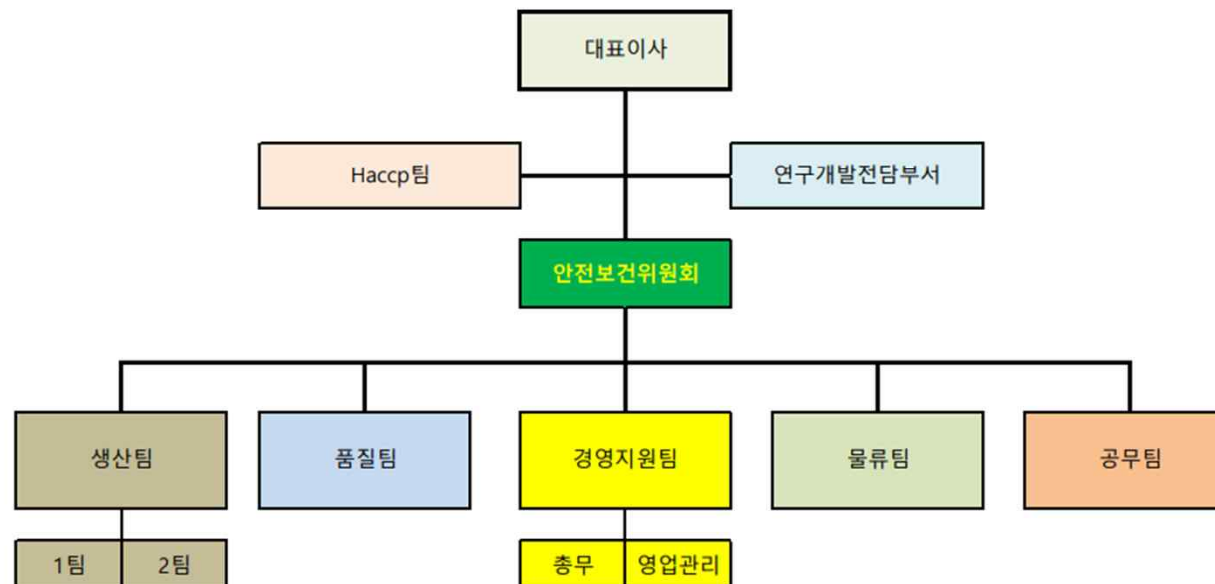 대표이사
Haccp팀
연구개발전담부서
안전보건위원회
생산팀
품질팀
경영지원팀
물류팀
공무팀
1팀
2팀
총무
영업관리